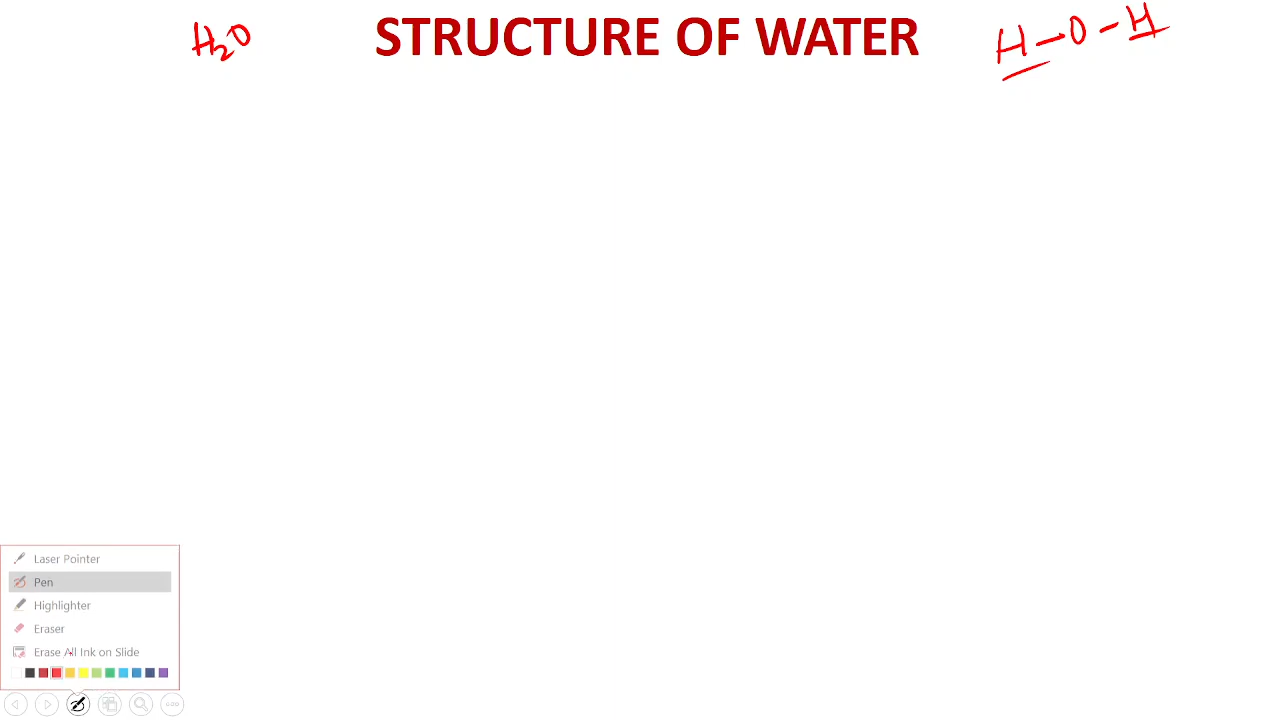 H2O STRUCTURE OF WATER H-O-H
Laser Pointer
Pen
Highlighter
Eraser
Erase All Ink on Slide